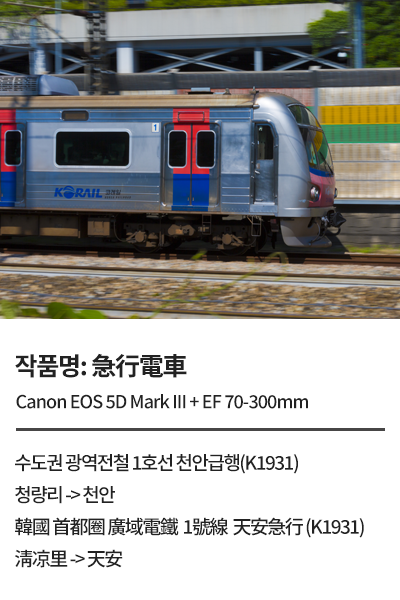 1
KORAIL 코레일
작품명: 急行電車
Canon EOS 5D Mark III + EF 70-300mm
수도권 광역전철 1호선 천안급행(K1931)
청량리 -> 천안
韓國 首都圈 廣域電鐵 1號線 天安急行 (K1931)
淸凉里 -> 天安